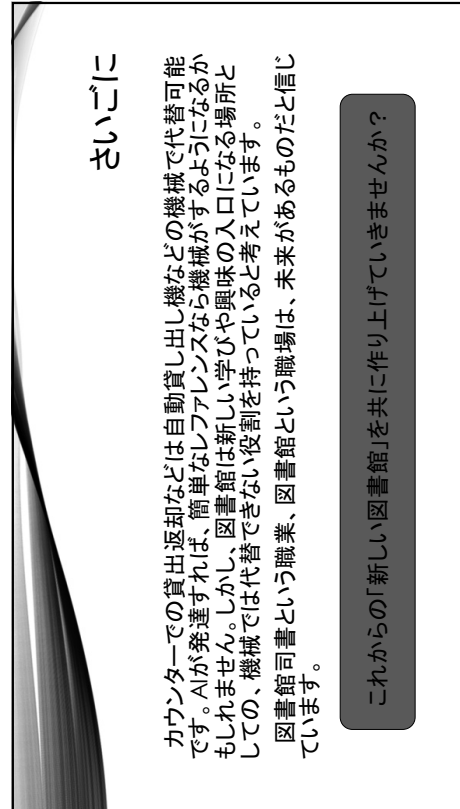 さいごに
カウンターでの貸出返却などは自動貸し出し機などの機械で代替可能
です。AIが発達すれば、簡単なレファレンスなら機械がするようになるか
もしれません。しかし、図書館は新しい学びや興味の入口になる場所と
しての、機械では代替できない役割を持っていると考えています。
図書館司書という職業、図書館という職場は、未来があるものだと信じ
ています。
これからの「新しい図書館」を共に作り上げていきませんか？